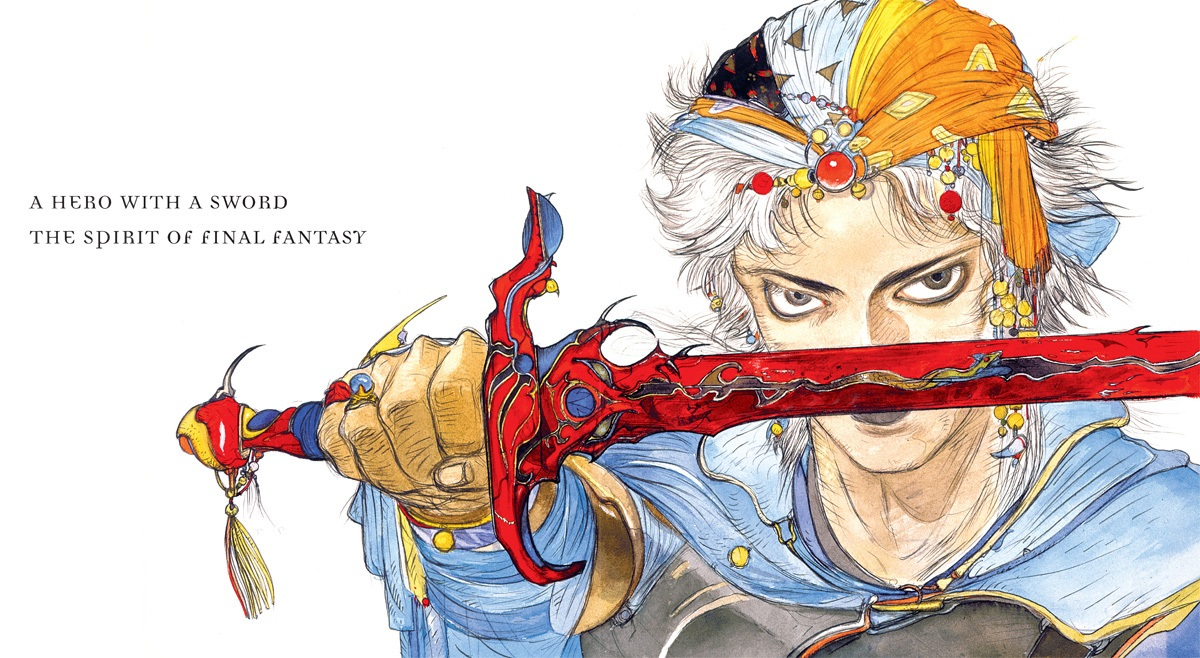 A HERO WITH A SWORD
THE SPIRIT OF FINAL FANTASY